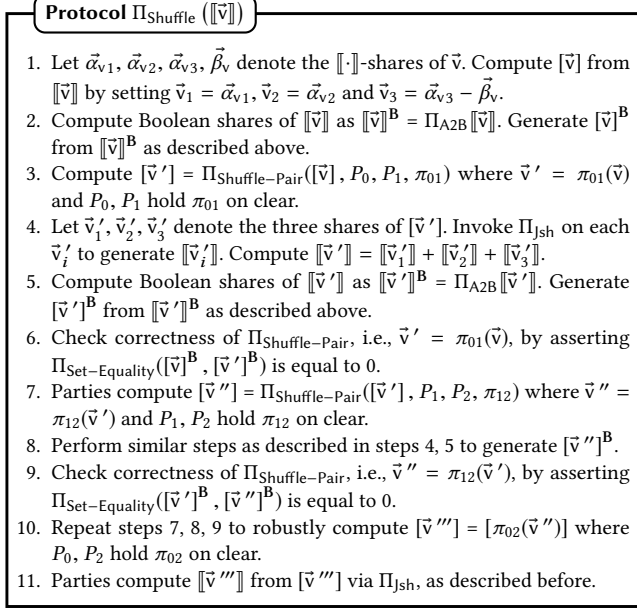 Protocol Π_Shuffle (⟦v⃗⟧)
1. Let α⃗_v1, α⃗_v2, α⃗_v3, β⃗_v denote the ⟦·⟧-shares of v⃗. Compute [v⃗] from
⟦v⃗⟧ by setting v⃗_1 = α⃗_v1, v⃗_2 = α⃗_v2 and v⃗_3 = α⃗_v3 − β⃗_v.
2. Compute Boolean shares of ⟦v⃗⟧ as ⟦v⃗⟧^B = Π_A2B⟦v⃗⟧. Generate [v⃗]^B
from ⟦v⃗⟧^B as described above.
3. Compute [v⃗ ′] = Π_Shuffle−Pair([v⃗] , P_0, P_1, π_01) where v⃗ ′ = π_01(v⃗)
and P_0, P_1 hold π_01 on clear.
4. Let v⃗_1′, v⃗_2′, v⃗_3′ denote the three shares of [v⃗ ′]. Invoke Π_Jsh on each
v⃗_i′ to generate ⟦v⃗_i′⟧. Compute ⟦v⃗ ′⟧ = ⟦v⃗_1′⟧ + ⟦v⃗_2′⟧ + ⟦v⃗_3′⟧.
5. Compute Boolean shares of ⟦v⃗ ′⟧ as ⟦v⃗ ′⟧^B = Π_A2B⟦v⃗ ′⟧. Generate
[v⃗ ′]^B from ⟦v⃗ ′⟧^B as described above.
6. Check correctness of Π_Shuffle−Pair, i.e., v⃗ ′ = π_01(v⃗), by asserting
Π_Set−Equality([v⃗]^B , [v⃗ ′]^B) is equal to 0.
7. Parties compute [v⃗ ′′] = Π_Shuffle−Pair([v⃗ ′] , P_1, P_2, π_12) where v⃗ ′′ =
π_12(v⃗ ′) and P_1, P_2 hold π_12 on clear.
8. Perform similar steps as described in steps 4, 5 to generate [v⃗ ′′]^B.
9. Check correctness of Π_Shuffle−Pair, i.e., v⃗ ′′ = π_12(v⃗ ′), by asserting
Π_Set−Equality([v⃗ ′]^B , [v⃗ ′′]^B) is equal to 0.
10. Repeat steps 7, 8, 9 to robustly compute [v⃗ ′′′] = [π_02(v⃗ ′′)] where
P_0, P_2 hold π_02 on clear.
11. Parties compute ⟦v⃗ ′′′⟧ from [v⃗ ′′′] via Π_Jsh, as described before.